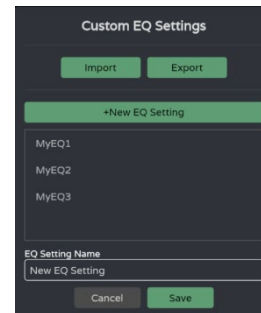 Custom EQ Settings
Import Export
+New EQ Setting
MyEQ1
MyEQ2
MyEQ3
EQ Setting Name
New EQ Setting
Cancel Save